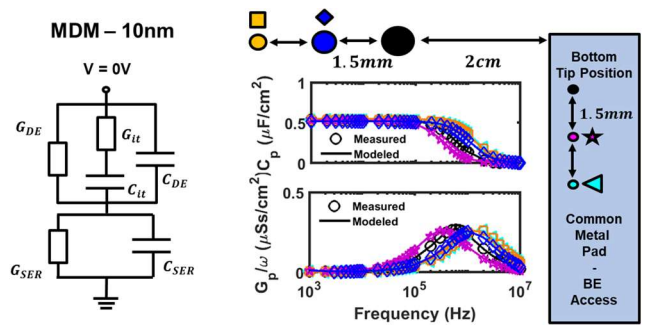 MDM – 10nm
V = 0V
G_DE
G_it
C_it
C_DE
G_SER
C_SER
1.5mm
2cm
Bottom
Tip Position
1.5mm
Common
Metal
Pad
-
BE
Access
C_p (μF/cm²)
1
0.5
0
Measured
Modeled
G_p/ω (μSs/cm²)
0.5
0
Measured
Modeled
10³
10⁵
10⁷
Frequency (Hz)